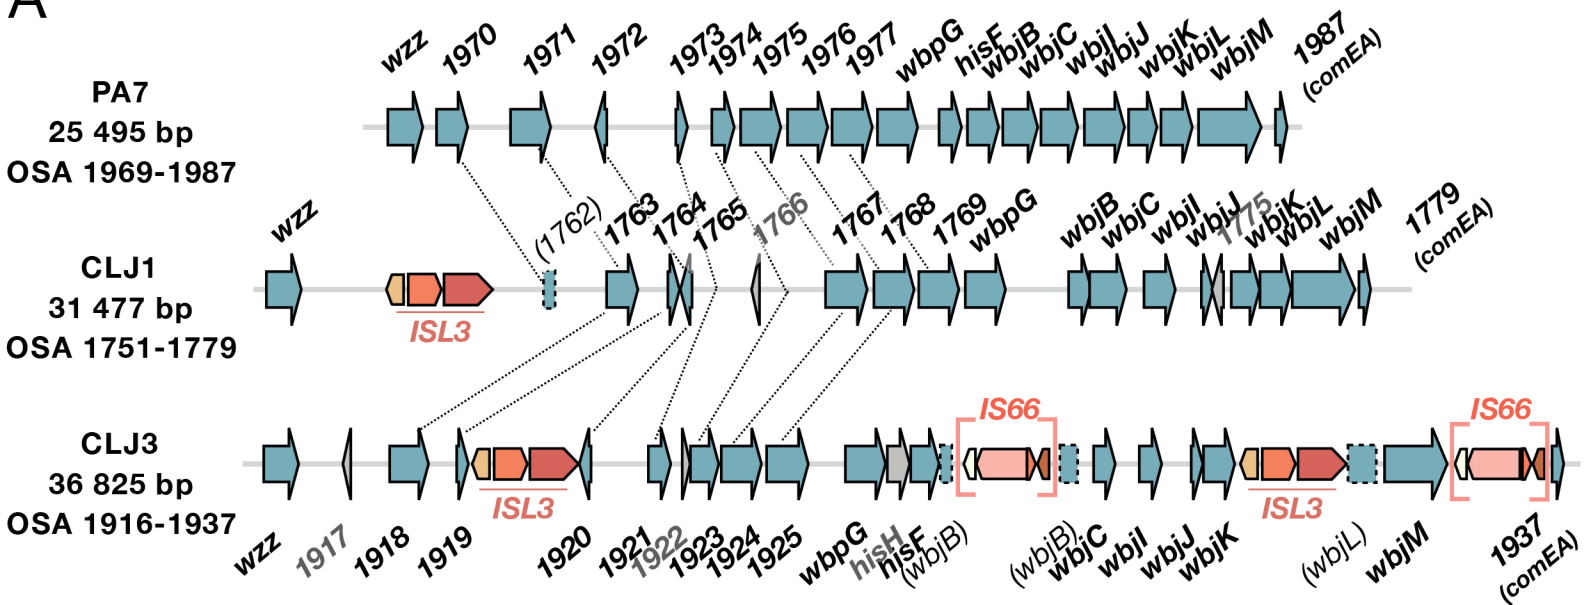 A
wzz 1970 1971 1972 1973 1974 1975 1976 1977 wbpG hisF wbjB wbjC wbjI wbjJ wbjK wbjL wbjM 1987 (comEA)
PA7
25 495 bp
OSA 1969-1987
wzz (1762) 1763 1764 1765 1766 1767 1768 1769 wbpG wbjB wbjC wbjI wbjJ 1775 wbjK wbjL wbjM 1779 (comEA)
CLJ1
31 477 bp
OSA 1751-1779
ISL3
IS66 IS66
CLJ3
36 825 bp
OSA 1916-1937
ISL3 ISL3
wzz 1917 1918 1919 1920 1921 1922 1923 1924 1925 wbpG hisH hisF (wbjB) (wbjB) wbjC wbjI wbjJ wbjK (wbjL) wbjM 1937 (comEA)